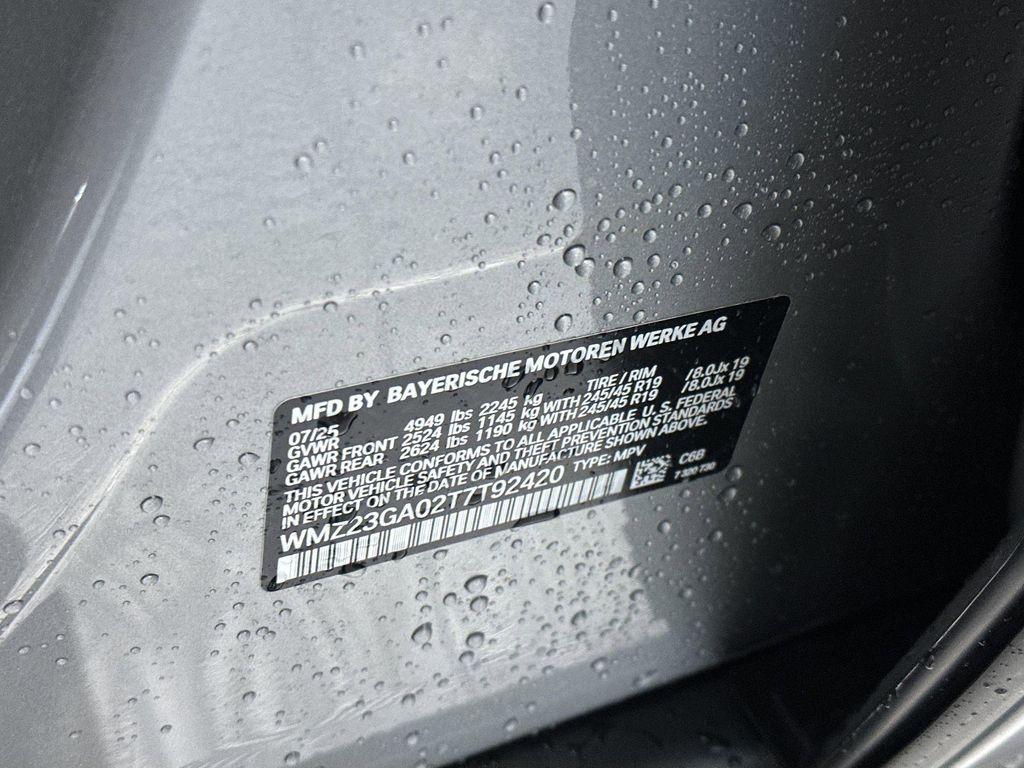 MFD BY BAYERISCHE MOTOREN WERKE AG
07/25 TIRE / RIM
GVWR 4949 lbs 2245 kg
GAWR FRONT 2524 lbs 1145 kg WITH 245/45 R19 /8.0Jx 19
GAWR REAR 2624 lbs 1190 kg WITH 245/45 R19 /8.0Jx 19
THIS VEHICLE CONFORMS TO ALL APPLICABLE U. S. FEDERAL
MOTOR VEHICLE SAFETY AND THEFT PREVENTION STANDARDS
IN EFFECT ON THE DATE OF MANUFACTURE SHOWN ABOVE.
WMZ23GA02T7T92420 TYPE: MPV C6B
7 320 730